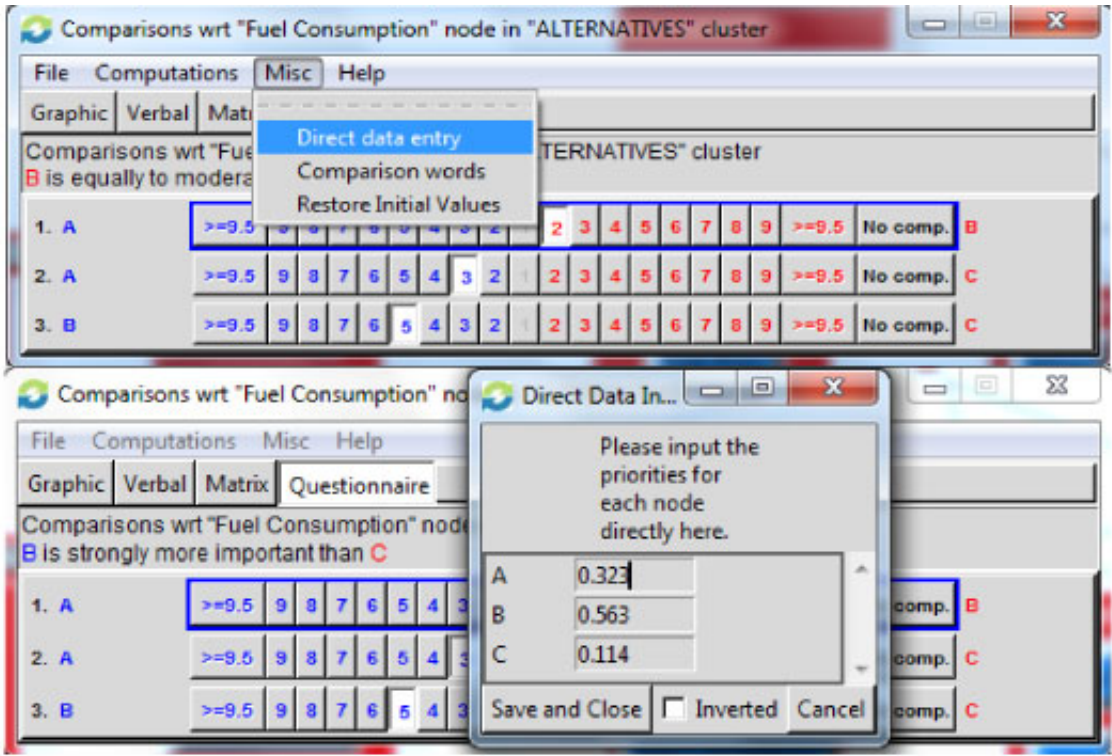 Comparisons wrt "Fuel Consumption" node in "ALTERNATIVES" cluster
File Computations Misc Help
Graphic Verbal
Direct data entry
Comparison words
Restore Initial Values
Comparisons wrt "Fue TERNATIVES" cluster
B is equally to modera
1. A >=9.5 2 3 4 5 6 7 8 9 >=9.5 No comp. B
2. A >=9.5 9 8 7 6 5 4 3 2 1 2 3 4 5 6 7 8 9 >=9.5 No comp. C
3. B >=9.5 9 8 7 6 5 4 3 2 1 2 3 4 5 6 7 8 9 >=9.5 No comp. C
Comparisons wrt "Fuel Consumption" no
File Computations Misc Help
Graphic Verbal Matrix Questionnaire
Comparisons wrt "Fuel Consumption" node
B is strongly more important than C
1. A >=9.5 9 8 7 6 5 4 3 comp. B
2. A >=9.5 9 8 7 6 5 4 3 comp. C
3. B >=9.5 9 8 7 6 5 4 3 comp. C
Direct Data In...
Please input the
priorities for
each node
directly here.
A 0.323
B 0.563
C 0.114
Save and Close Inverted Cancel